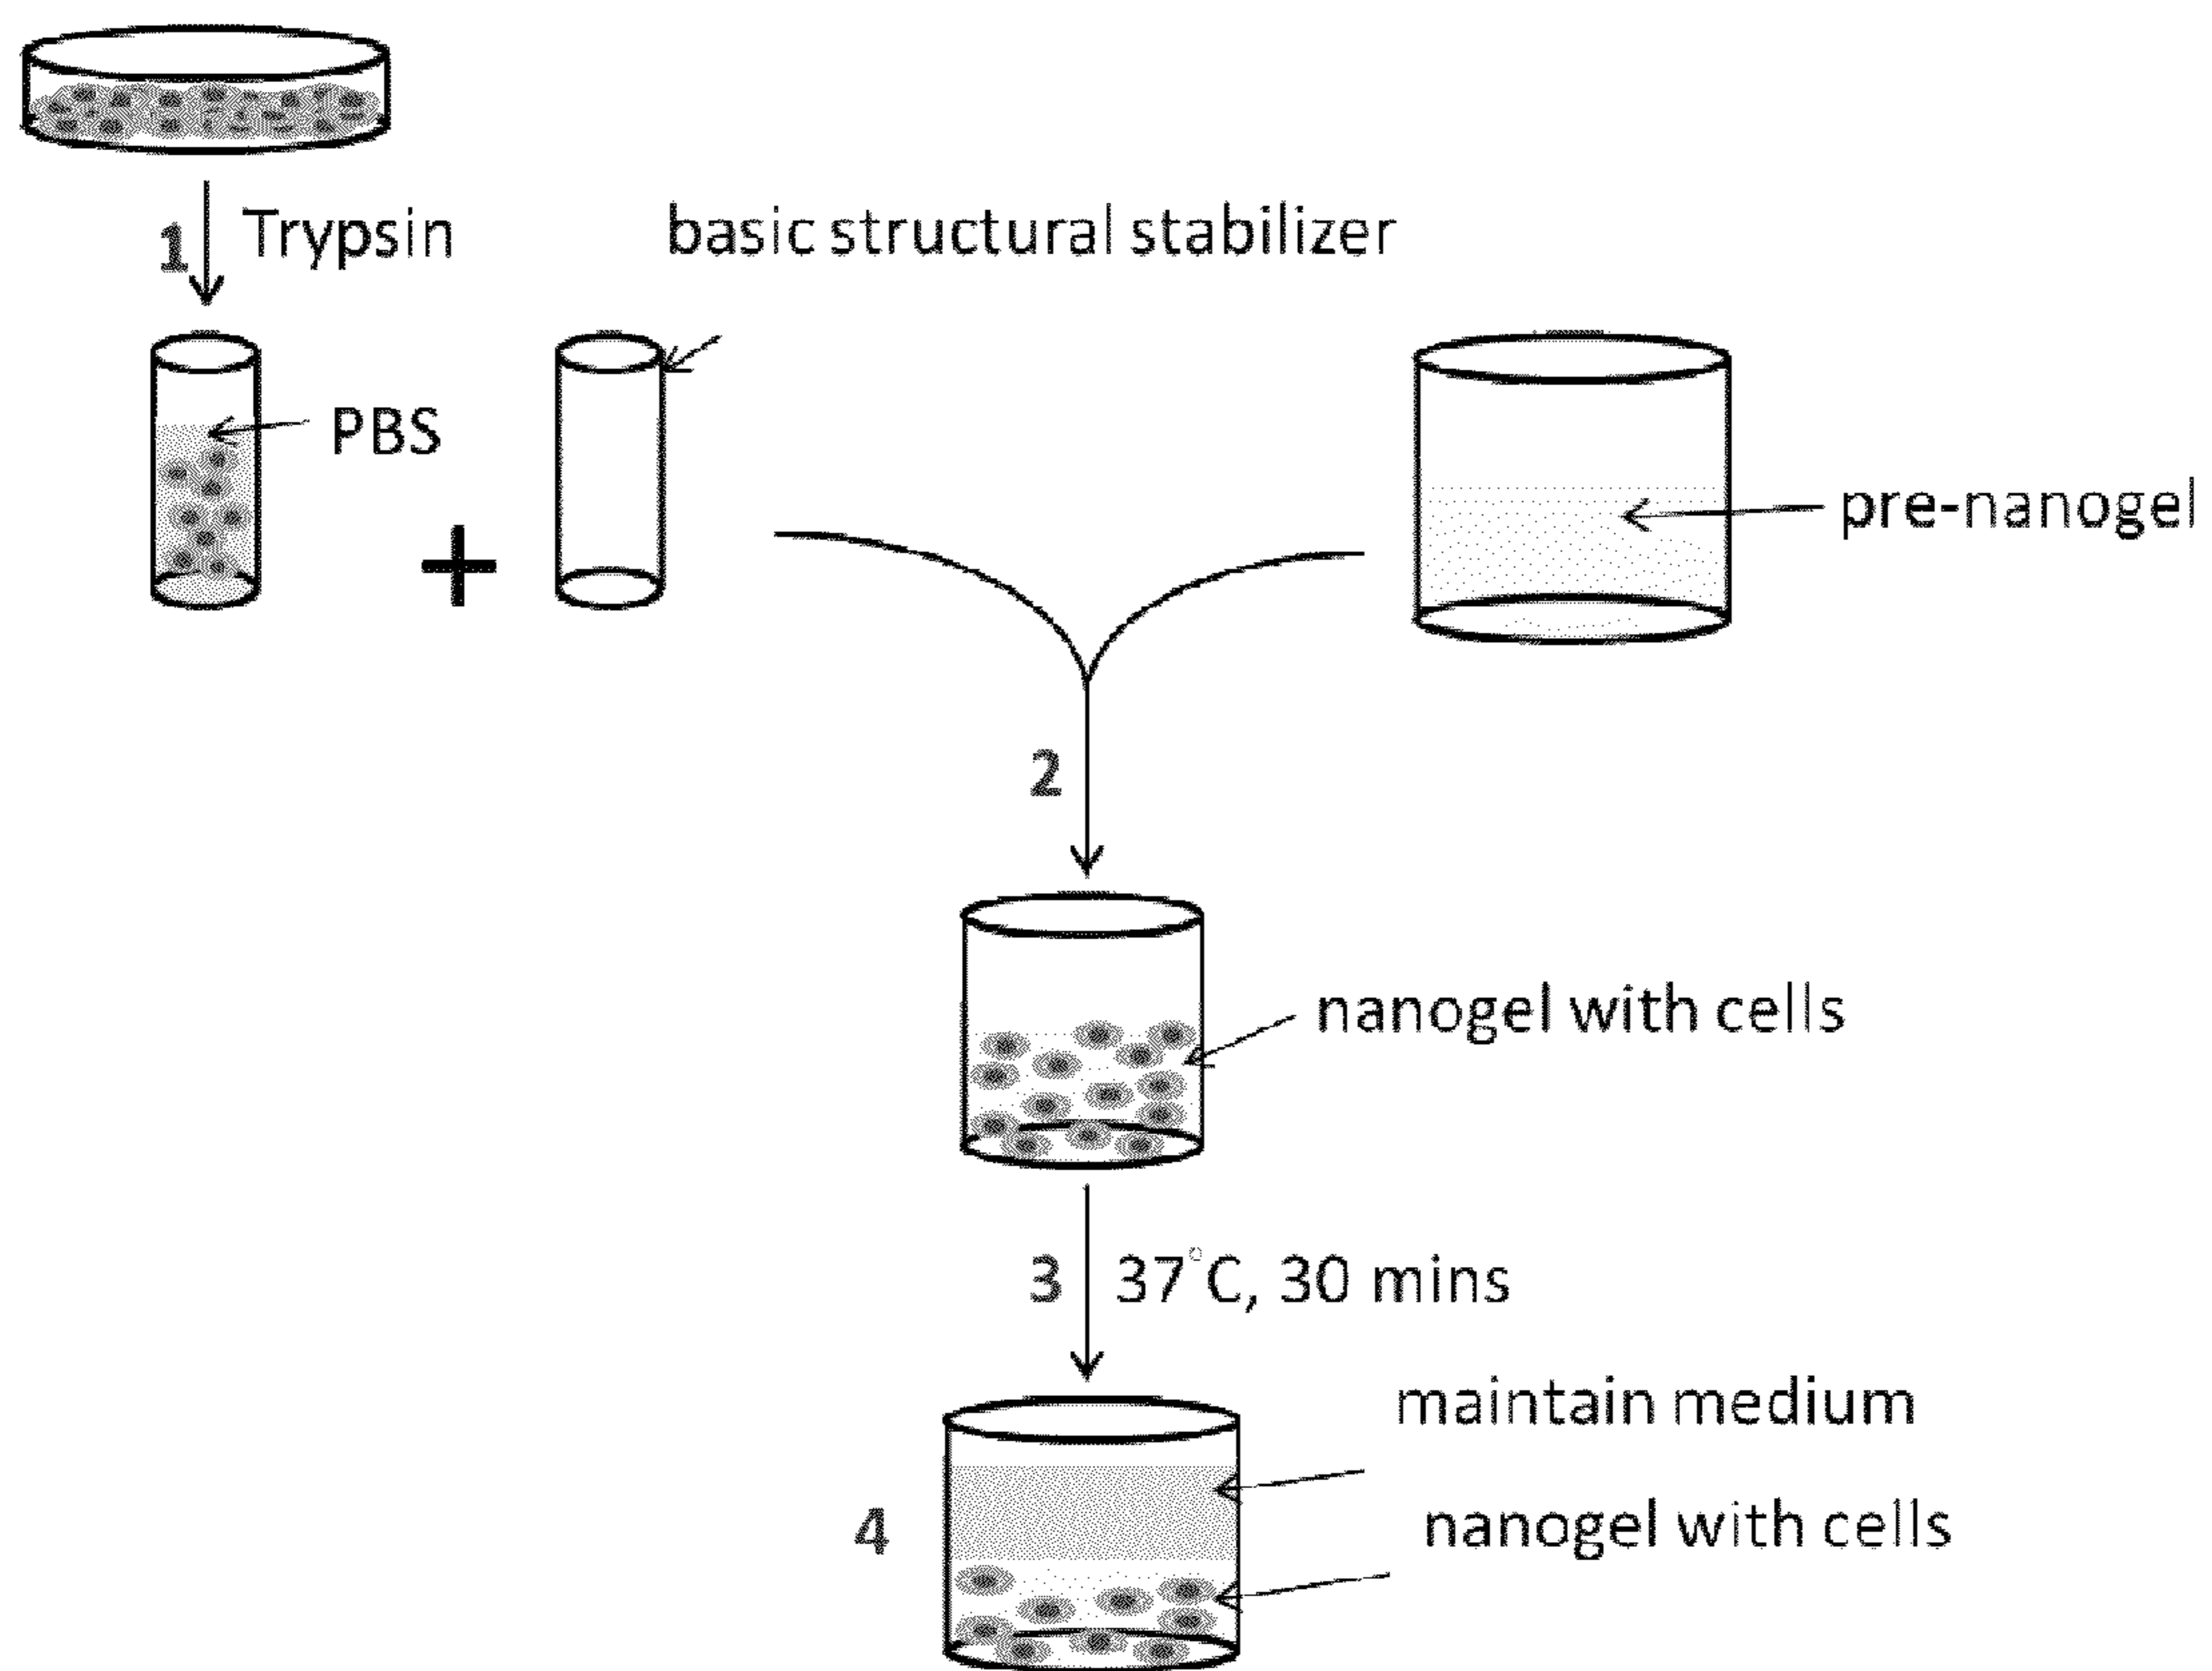 1
Trypsin
basic structural stabilizer
PBS
+
pre-nanogel
2
nanogel with cells
3
37°C, 30 mins
maintain medium
4
nanogel with cells